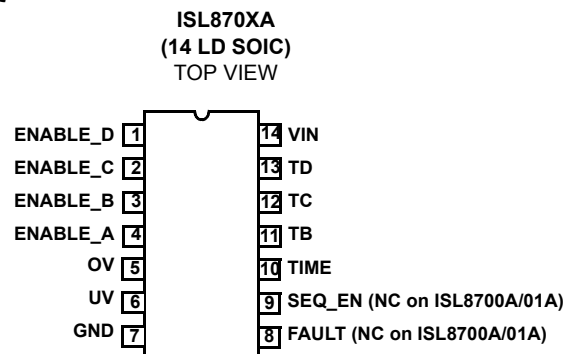 ISL870XA
(14 LD SOIC)
TOP VIEW
ENABLE_D 1 14 VIN
ENABLE_C 2 13 TD
ENABLE_B 3 12 TC
ENABLE_A 4 11 TB
OV 5 10 TIME
UV 6 9 SEQ_EN (NC on ISL8700A/01A)
GND 7 8 FAULT (NC on ISL8700A/01A)